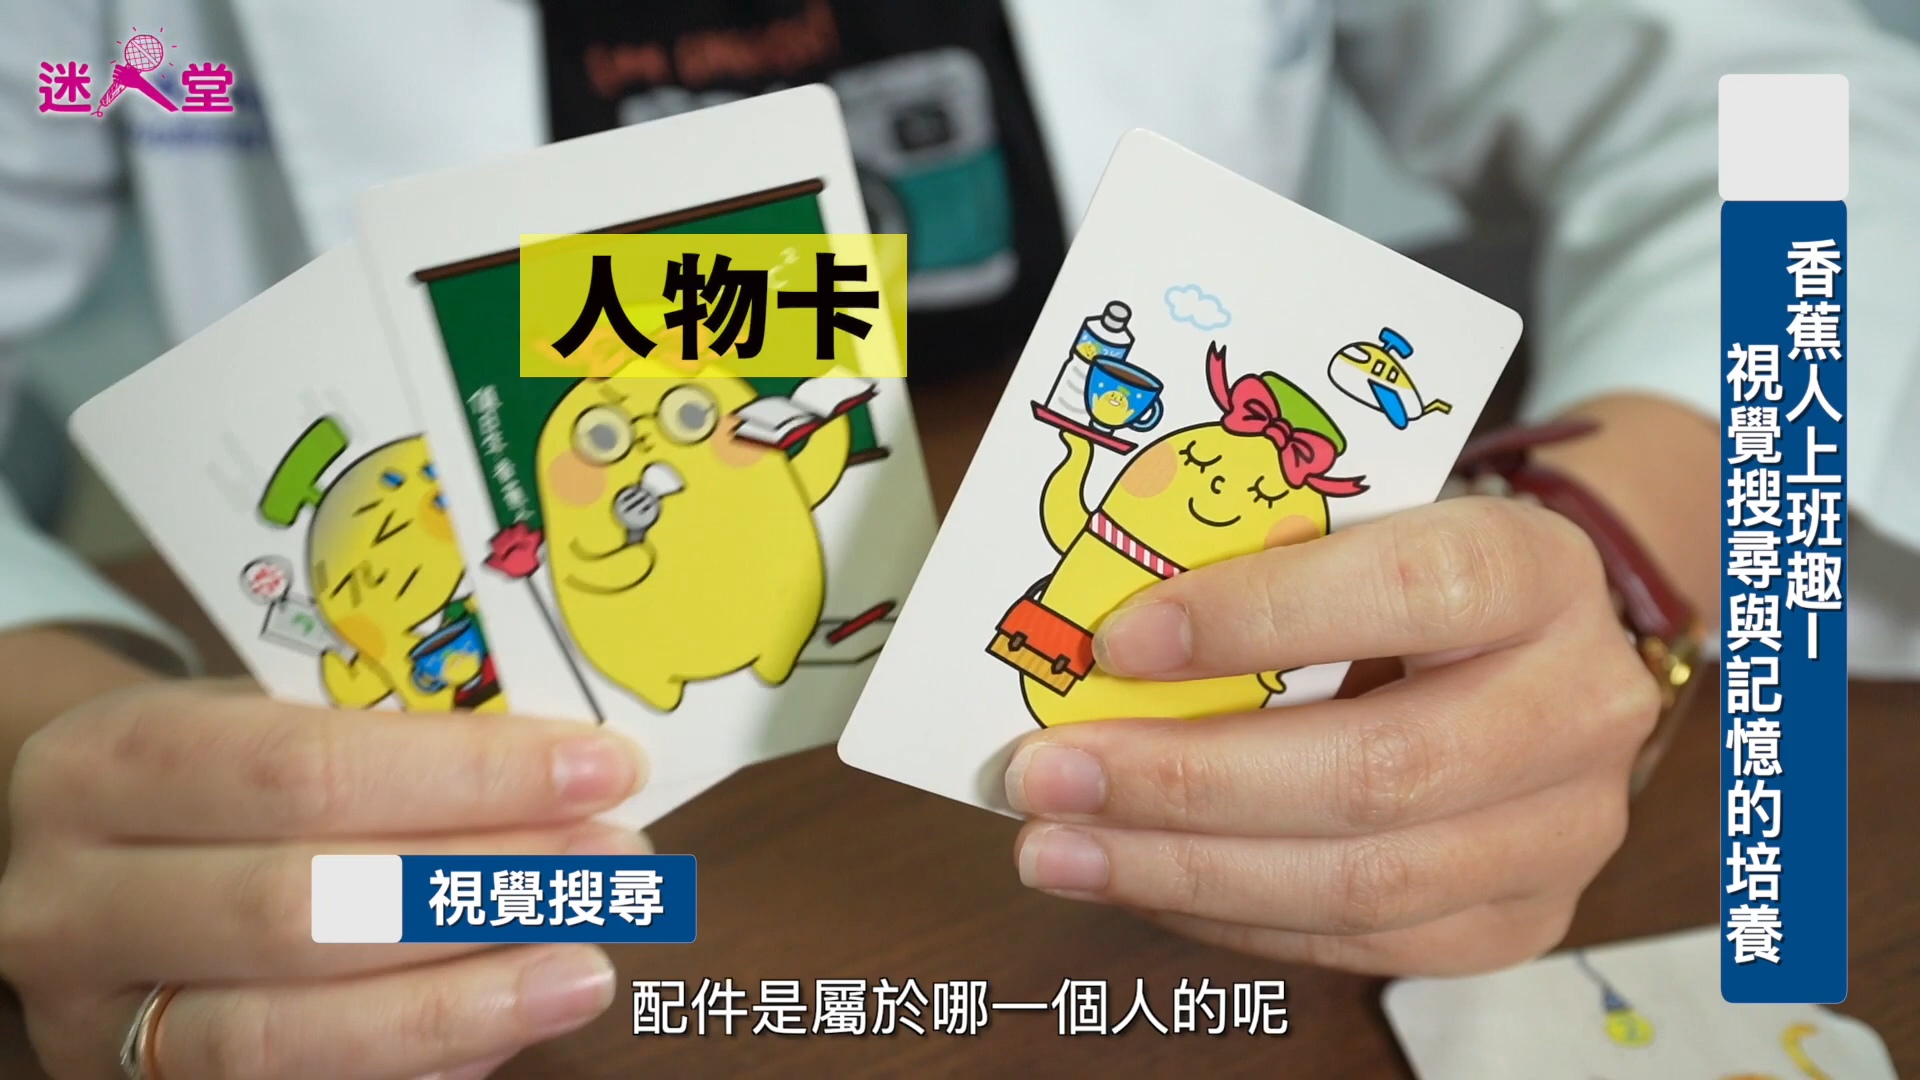 迷人堂
人物卡
香蕉人上班趣—
視覺搜尋與記憶的培養
視覺搜尋
配件是屬於哪一個人的呢